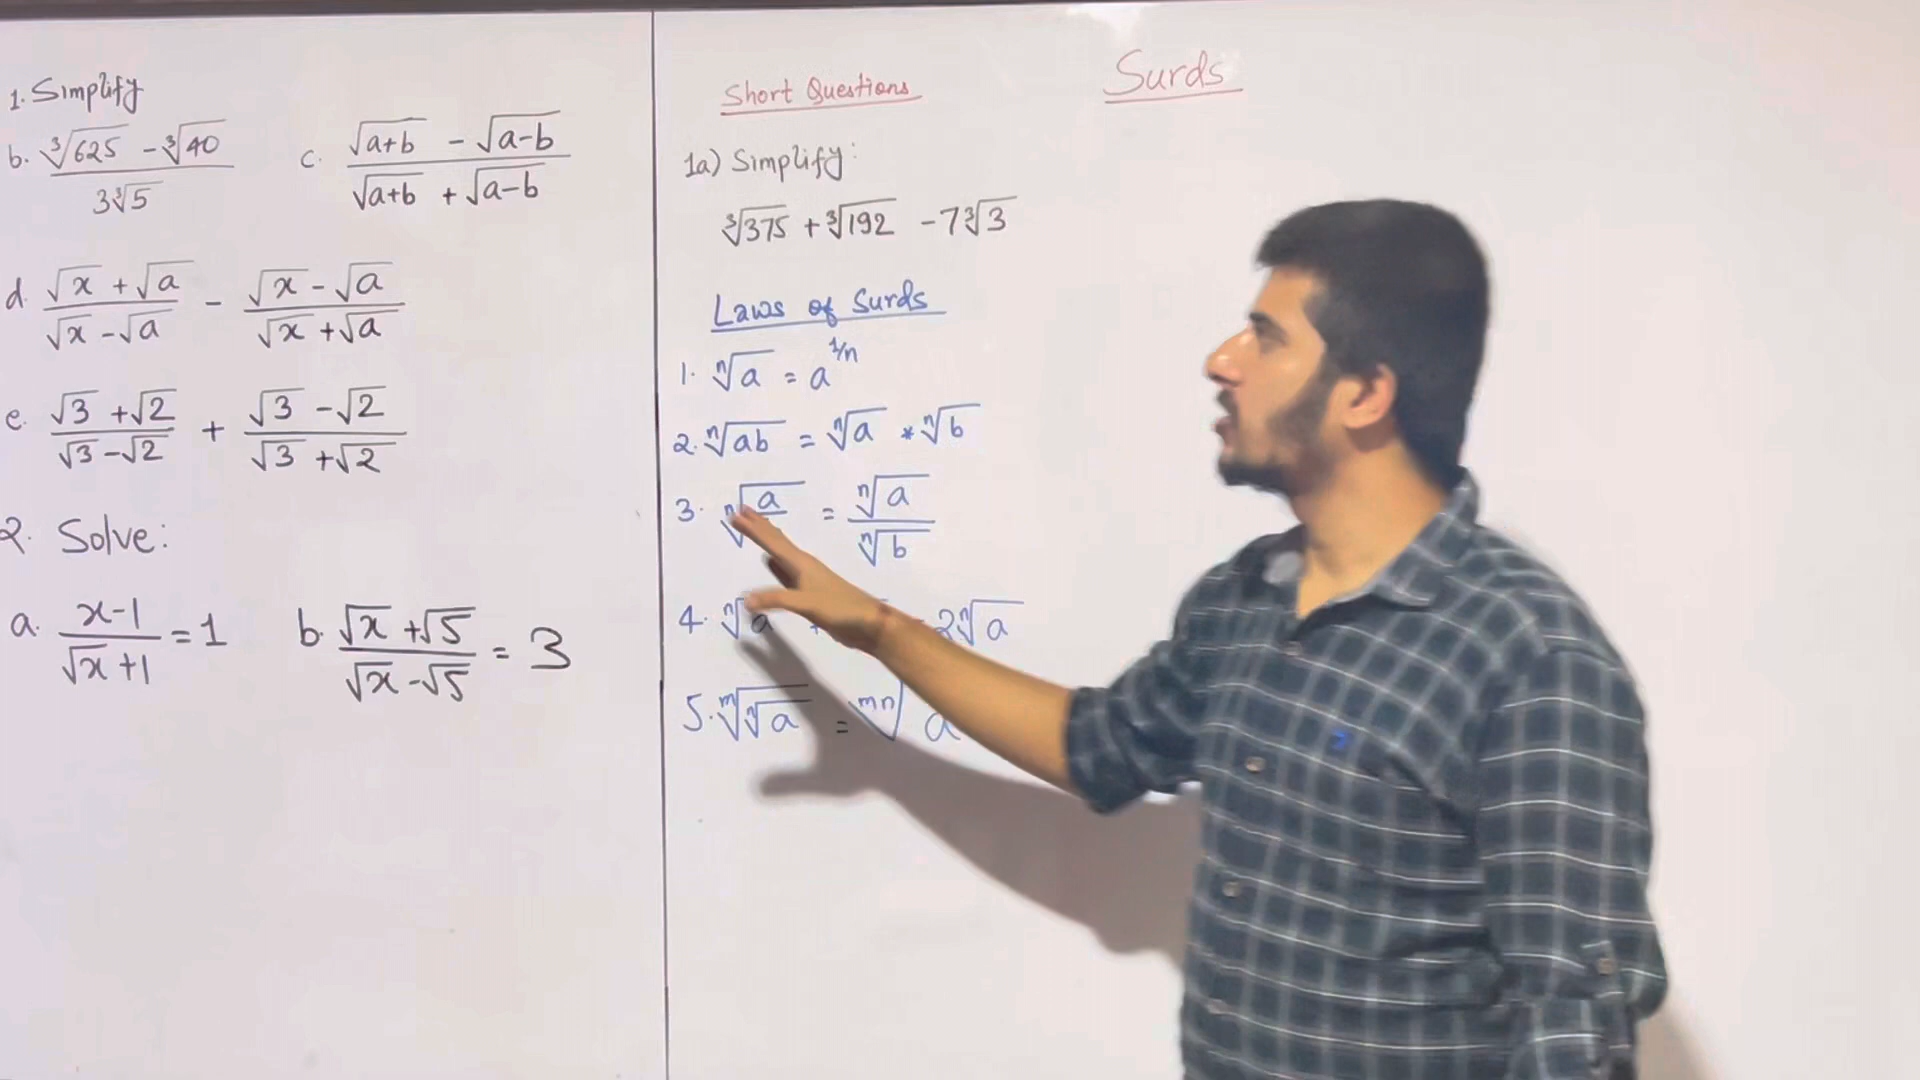 1. Simplify
b. (∛625 - ∛40) / 3∛5
c. (√a+b - √a-b) / (√a+b + √a-b)
d. (√x + √a) / (√x - √a) - (√x - √a) / (√x + √a)
e. (√3 + √2) / (√3 - √2) + (√3 - √2) / (√3 + √2)
2. Solve:
a. (x-1) / (√x + 1) = 1
b. (√x + √5) / (√x - √5) = 3
Short Questions
Surds
1a) Simplify:
∛375 + ∛192 - 7∛3
Laws of Surds
1. ⁿ√a = a^1/n
2. ⁿ√ab = ⁿ√a * ⁿ√b
3. ⁿ√a = ⁿ√a / ⁿ√b
4. ⁿ√a 2ⁿ√a
5. ᵐ√ⁿ√a = ᵐⁿ√a